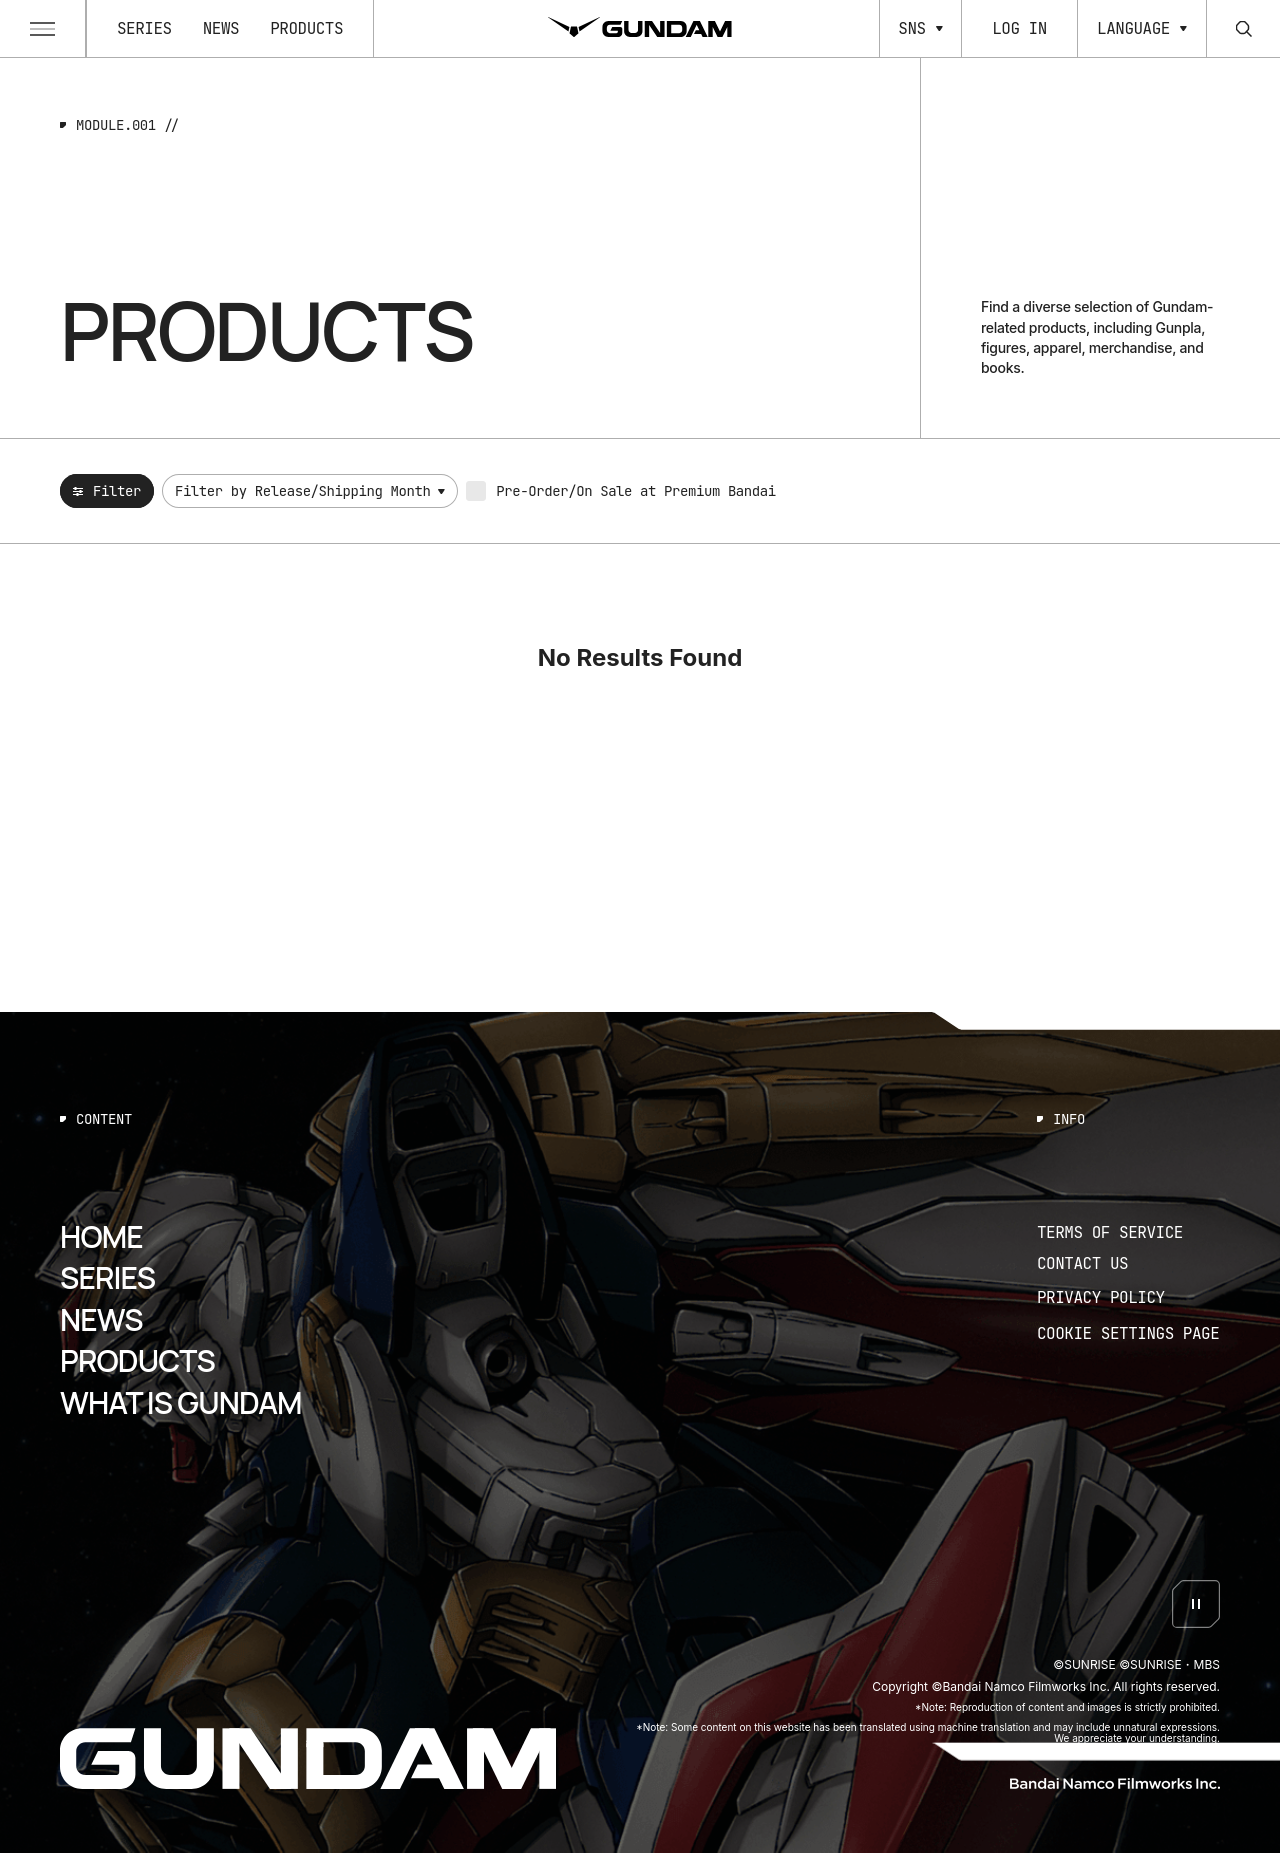 SERIES
NEWS
PRODUCTS
GUNDAM
SNS
LOG IN
LANGUAGE
MODULE.001 //
PRODUCTS
Find a diverse selection of Gundam-
related products, including Gunpla,
figures, apparel, merchandise, and
books.
Filter
Filter by Release/Shipping Month
Pre-Order/On Sale at Premium Bandai
No Results Found
CONTENT
HOME
SERIES
NEWS
PRODUCTS
WHAT IS GUNDAM
INFO
TERMS OF SERVICE
CONTACT US
PRIVACY POLICY
COOKIE SETTINGS PAGE
©SUNRISE ©SUNRISE・MBS
Copyright ©Bandai Namco Filmworks Inc. All rights reserved.
*Note: Reproduction of content and images is strictly prohibited.
*Note: Some content on this website has been translated using machine translation and may include unnatural expressions.
We appreciate your understanding.
GUNDAM
Bandai Namco Filmworks Inc.